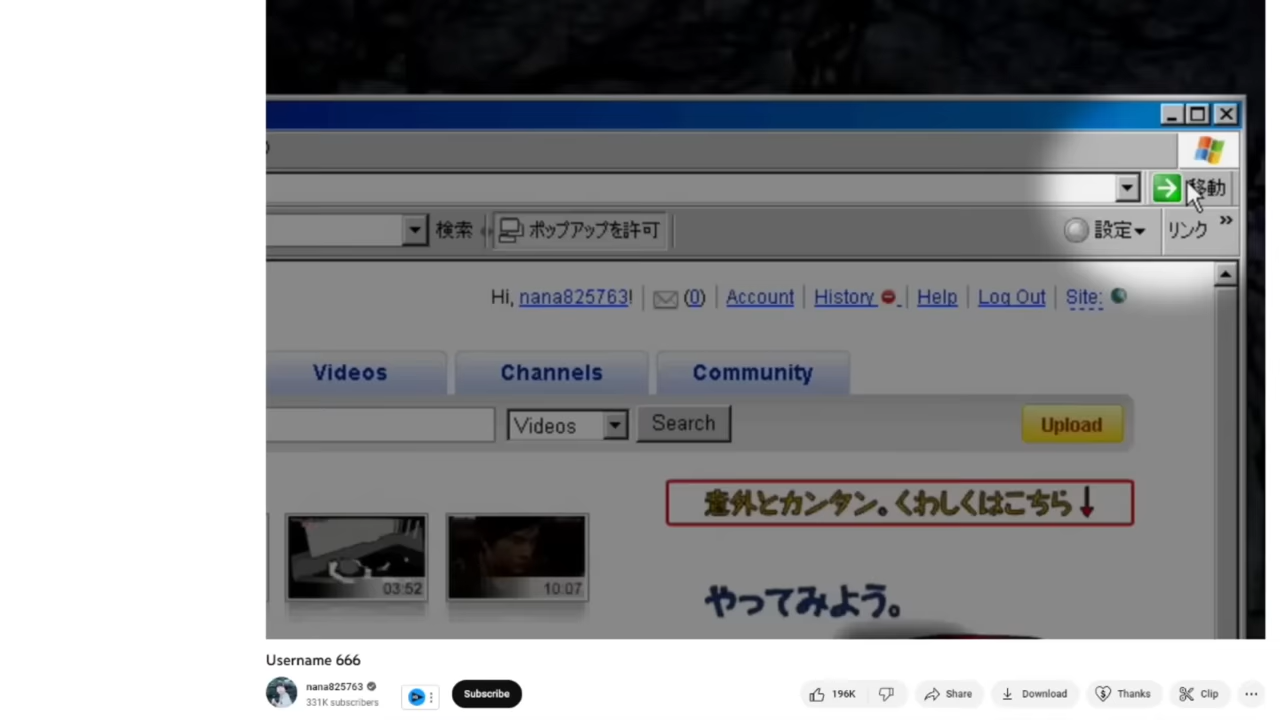 移動
検索
ポップアップを許可
設定
リンク
»
Hi, nana825763! (0) Account History Help Log Out Site:
Videos
Channels
Community
Videos
Search
Upload
意外とカンタン。くわしくはこちら↓
03:52
10:07
やってみよう。
Username 666
nana825763
331K subscribers
Subscribe
196K
Share
Download
Thanks
Clip